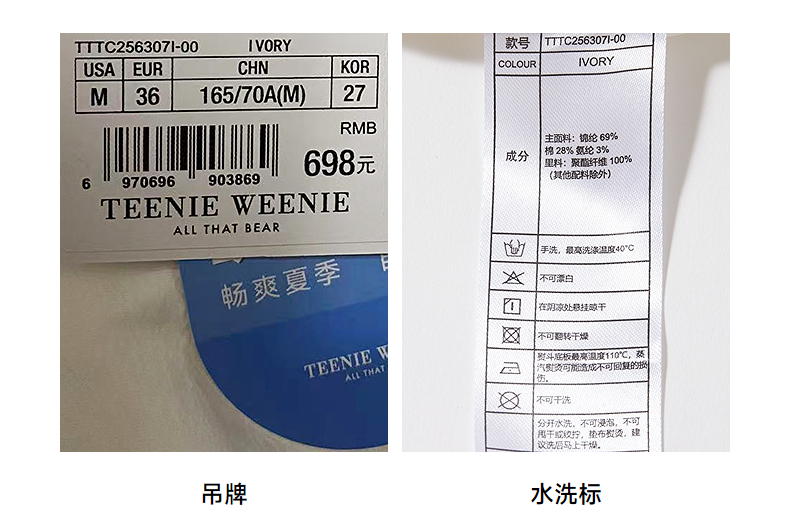 TTTC256307I-00 IVORY
USA EUR CHN KOR
M 36 165/70A(M) 27
RMB
698元
6 970696 903869
TEENIE WEENIE
ALL THAT BEAR
畅爽夏季
TEENIE WEENIE
ALL THAT
吊牌
款号 TTTC256307I-00
COLOUR IVORY
成分
主面料：锦纶 69%
棉 28% 氨纶 3%
里料：聚酯纤维 100%
（其他配料除外）
手洗，最高洗涤温度40°C
不可漂白
在阴凉处悬挂晾干
不可翻转干燥
熨斗底板最高温度110℃，蒸
汽熨烫可能造成不可回复的损
伤。
不可干洗
分开水洗，不可浸泡，不可
甩干或绞拧，垫布熨烫，建
议洗后马上干燥。
水洗标